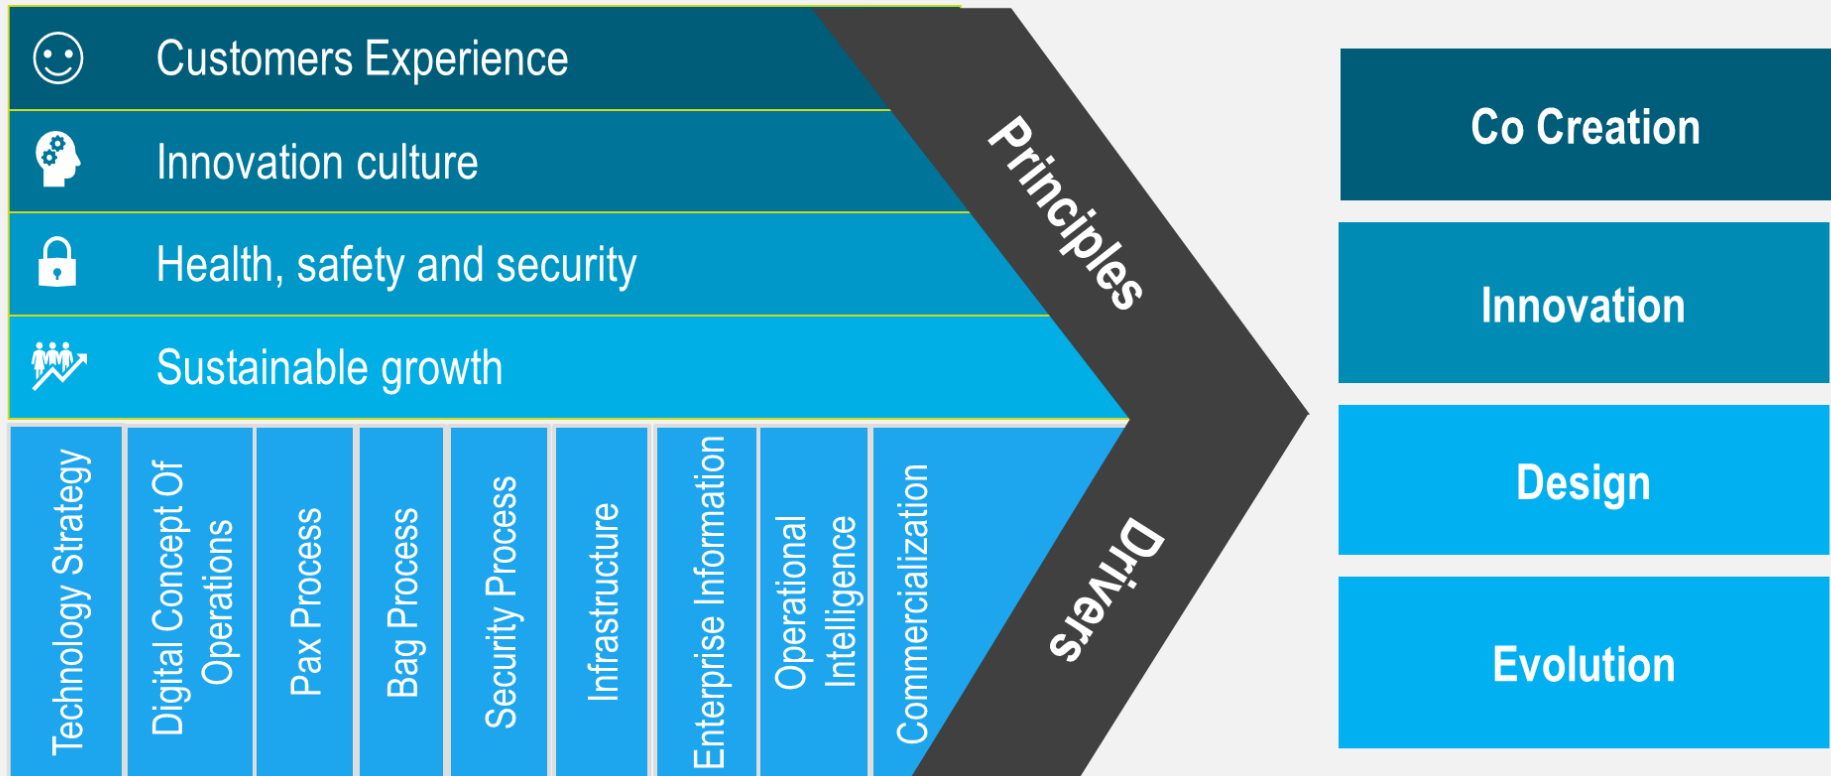 Customers Experience
Innovation culture
Health, safety and security
Sustainable growth
Principles
Technology Strategy
Digital Concept Of
Operations
Pax Process
Bag Process
Security Process
Infrastructure
Enterprise Information
Operational
Intelligence
Commercialization
Drivers
Co Creation
Innovation
Design
Evolution